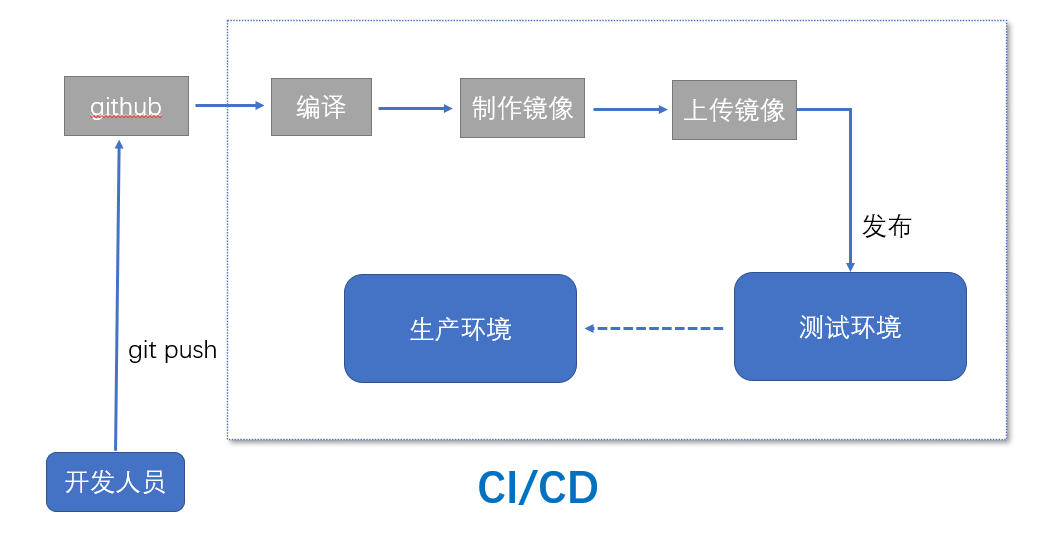 github
编译
制作镜像
上传镜像
发布
生产环境
测试环境
git push
开发人员
CI/CD